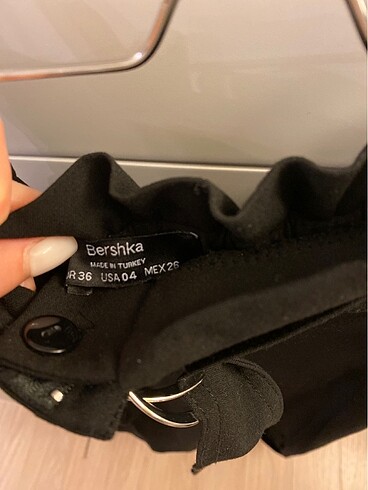 Bershka
MADE IN TURKEY
R 36 USA 04 MEX 26